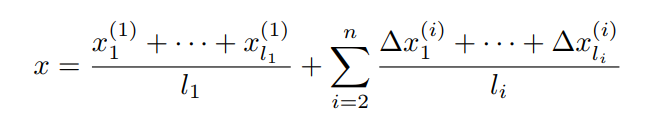 $x = \frac{x_1^{(1)} + \cdots + x_{l_1}^{(1)}}{l_1} + \sum_{i=2}^{n} \frac{\Delta x_1^{(i)} + \cdots + \Delta x_{l_i}^{(i)}}{l_i}$